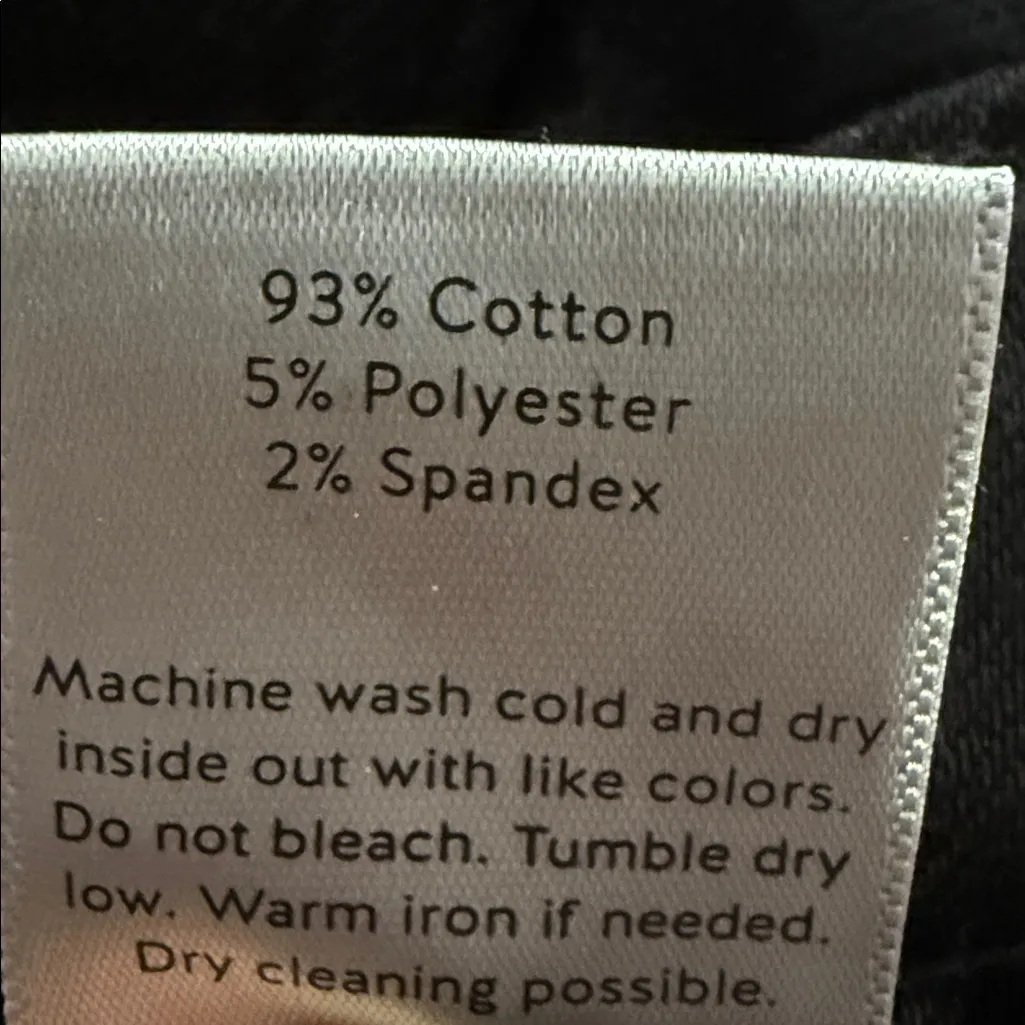 93% Cotton
5% Polyester
2% Spandex
Machine wash cold and dry
inside out with like colors.
Do not bleach. Tumble dry
low. Warm iron if needed.
Dry cleaning possible.